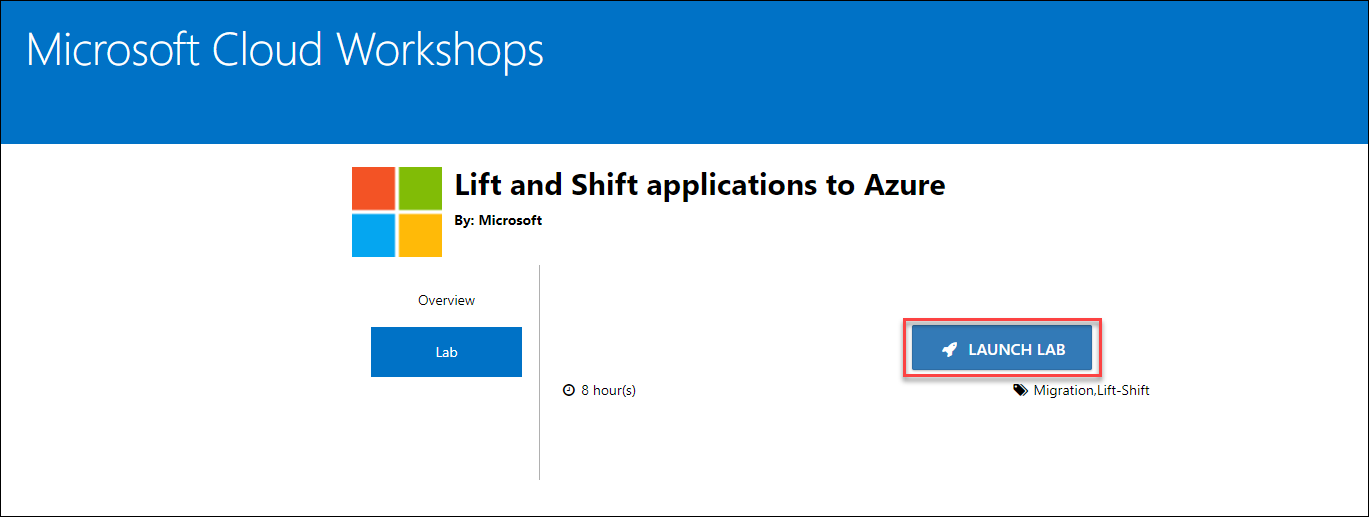 Microsoft Cloud Workshops
Lift and Shift applications to Azure
By: Microsoft
Overview
Lab
LAUNCH LAB
8 hour(s)
Migration,Lift-Shift